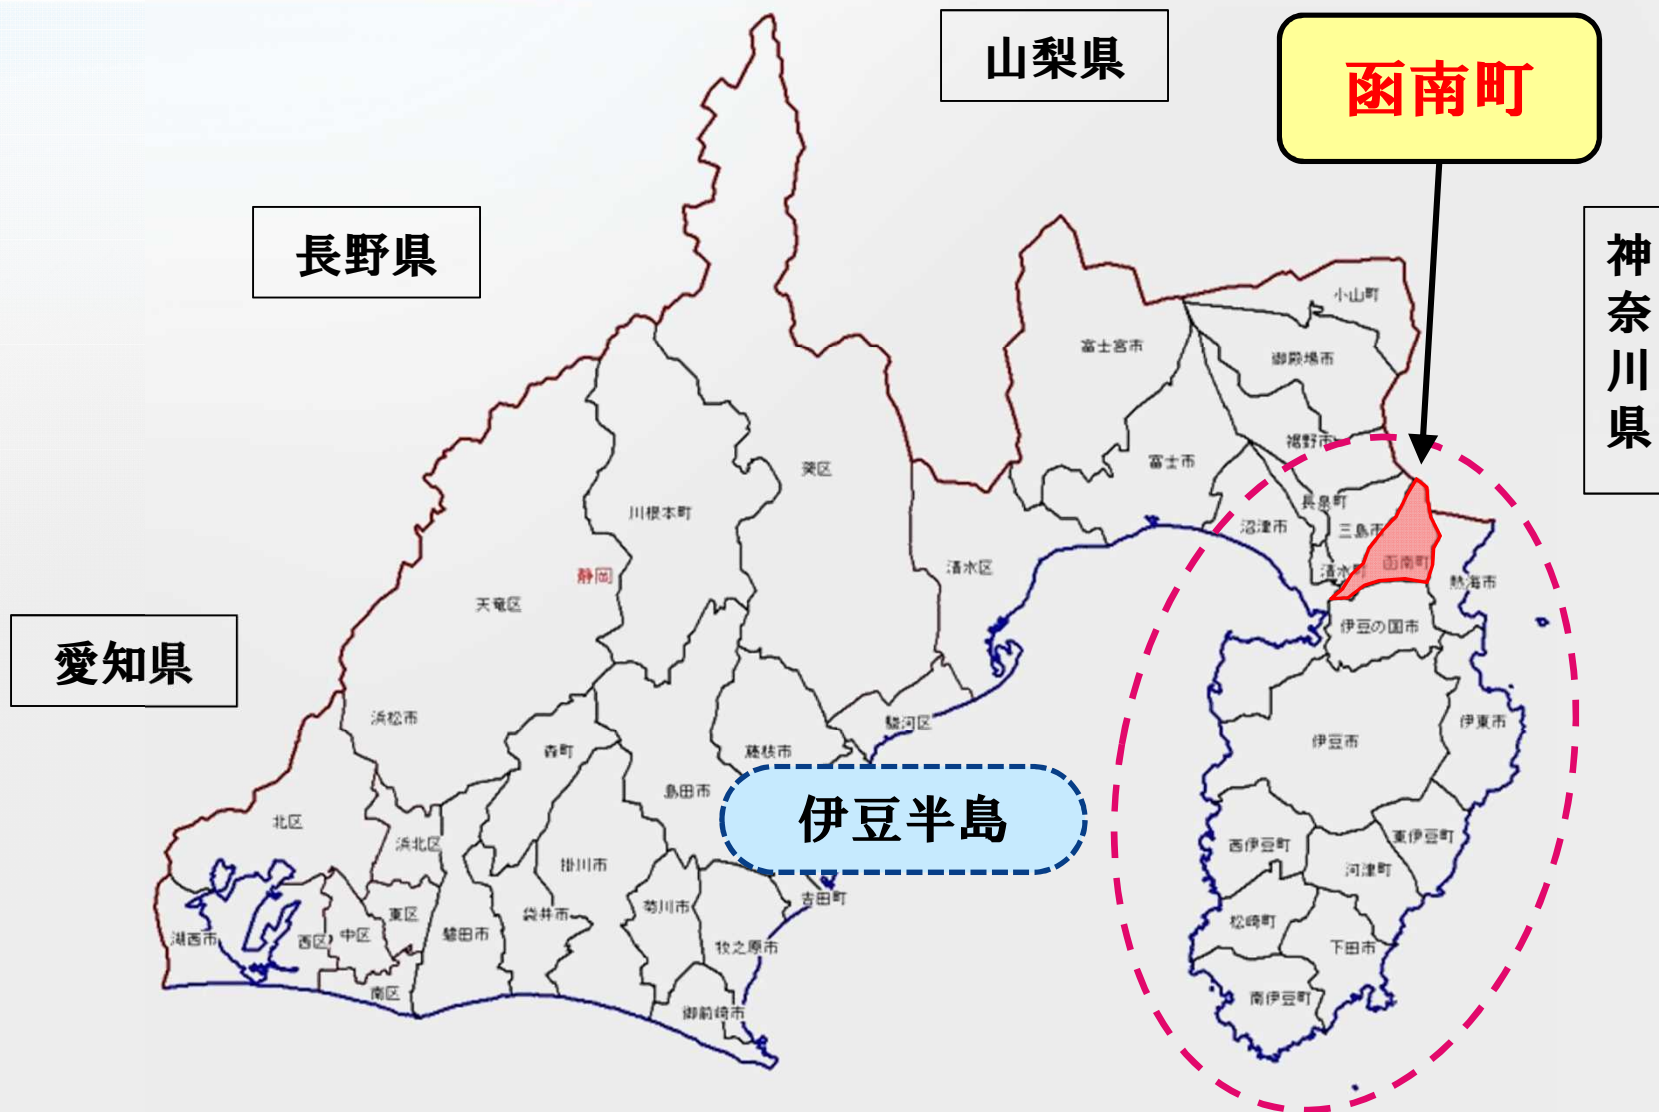 山梨県
函南町
長野県
神奈川県
小山町
富士宮市
御殿場市
裾野市
富士市
葵区
長泉町
川根本町
沼津市
三島市
清水区
函南町
清水町
静岡
熱海市
天竜区
伊豆の国市
愛知県
浜松市
駿河区
伊東市
伊豆市
森町
藤枝市
島田市
伊豆半島
北区
東伊豆町
浜北区
西伊豆町
掛川市
河津町
吉田町
菊川市
東区
袋井市
松崎町
磐田市
中区
湖西市
西区
牧之原市
下田市
南区
南伊豆町
御前崎市